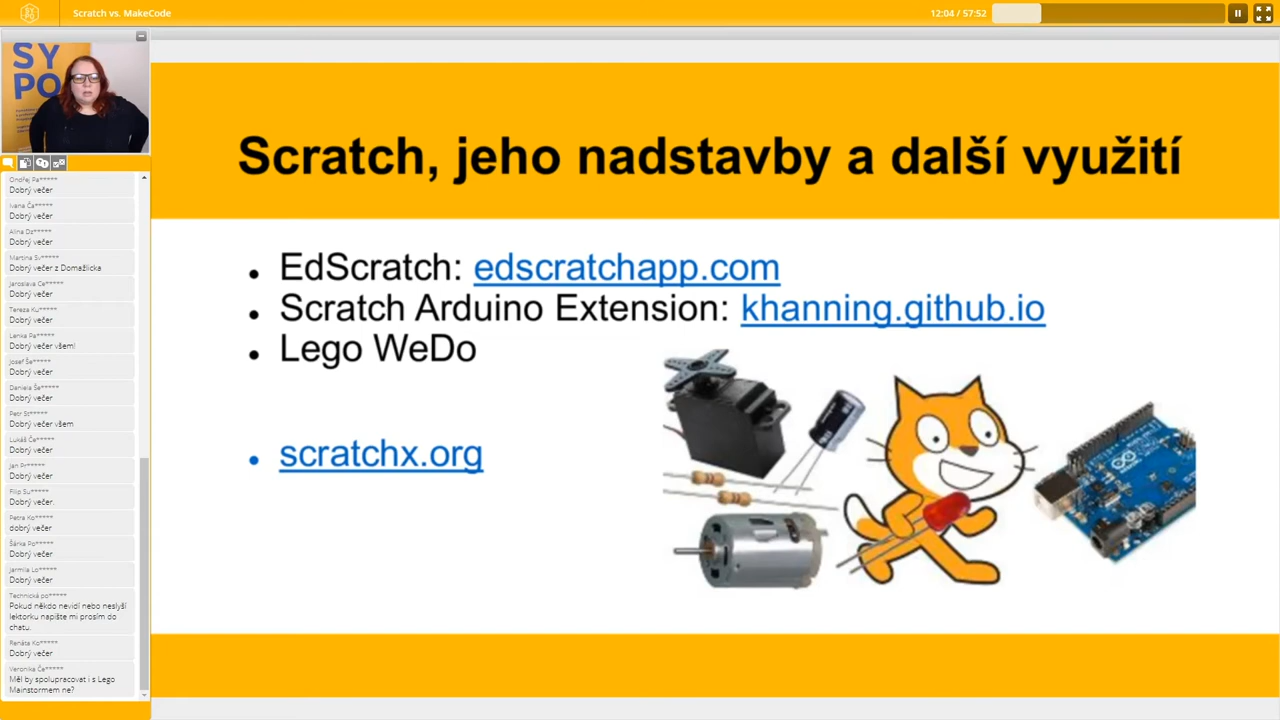 Scratch vs. MakeCode
12:04 / 57:52
SY
PO
Scratch, jeho nadstavby a další využití
EdScratch: edscratchapp.com
Scratch Arduino Extension: khanning.github.io
Lego WeDo
scratchx.org
Ondřej Pa*****
Dobrý večer
Ivana Ča*****
Dobrý večer
Alina Dz*****
Dobrý večer
Martina Sv*****
Dobrý večer z Domažlicka
Jaroslava Ce*****
Dobrý večer
Tereza Ku*****
Dobrý večer
Lenka Pa*****
Dobrý večer všem!
Josef Še*****
Dobrý večer
Daniela Še*****
Dobrý večer
Petr St*****
Dobrý večer všem
Lukáš Če*****
Dobrý večer
Jan Pr*****
Dobrý večer
Filip Su*****
Dobrý večer.
Petra Ko*****
dobrý večer
Šárka Po*****
Dobrý večer
Jarmila Lo*****
Dobrý večer
Technická po*****
Pokud někdo nevidí nebo neslyší
lektorku napište mi prosím do
chatu.
Renáta Ko*****
Dobrý večer
Veronika Ča*****
Měl by spolupracovat i s Lego
Mainstormem ne?